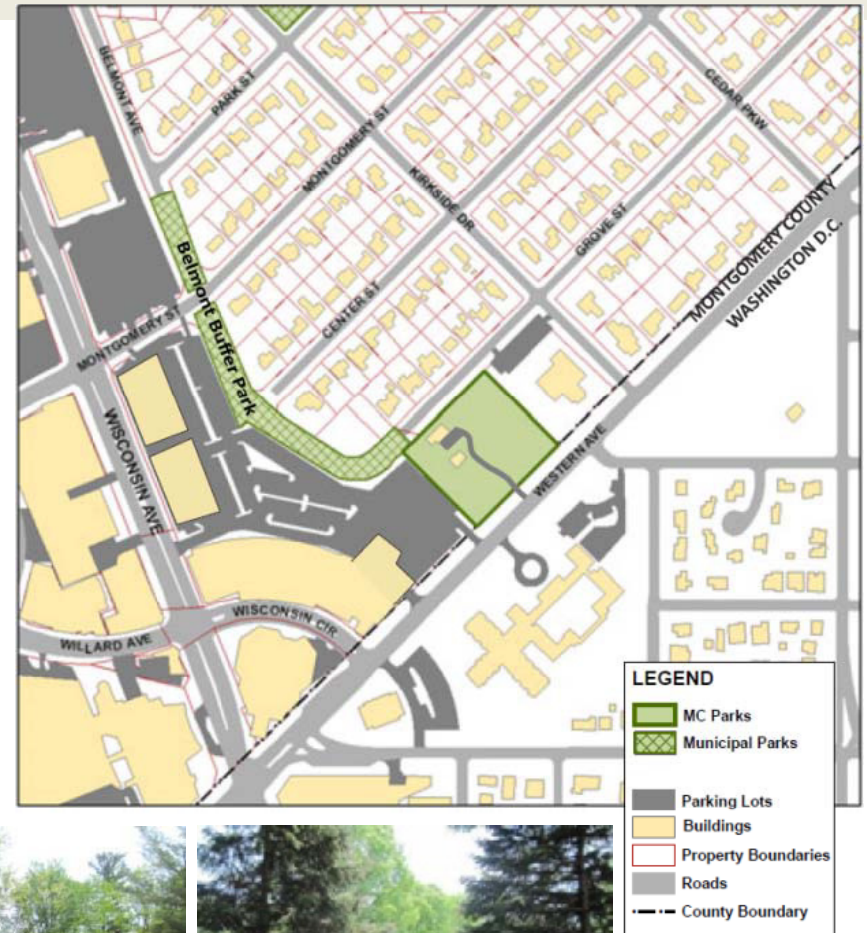 BELMONT AVE
PARK ST
MONTGOMERY ST
CEDAR PKW
KIRKSIDE DR
GROVE ST
MONTGOMERY COUNTY
WASHINGTON D.C.
Belmont Buffer Park
CENTER ST
MONTGOMERY ST
WISCONSIN AVE
WESTERN AVE
WISCONSIN CIR
WILLARD AVE
LEGEND
MC Parks
Municipal Parks
Parking Lots
Buildings
Property Boundaries
Roads
County Boundary